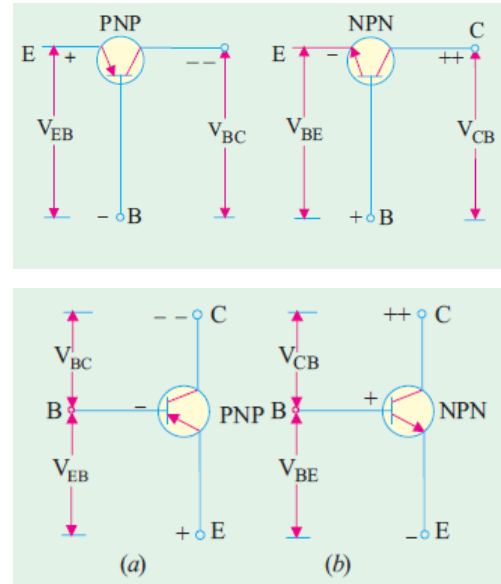 PNP
NPN
E + -- E - ++ C
V_EB V_BC V_BE V_CB
- B + B
-- C ++ C
V_BC V_CB
B - PNP B + NPN
V_EB V_BE
+ E - E
(a) (b)